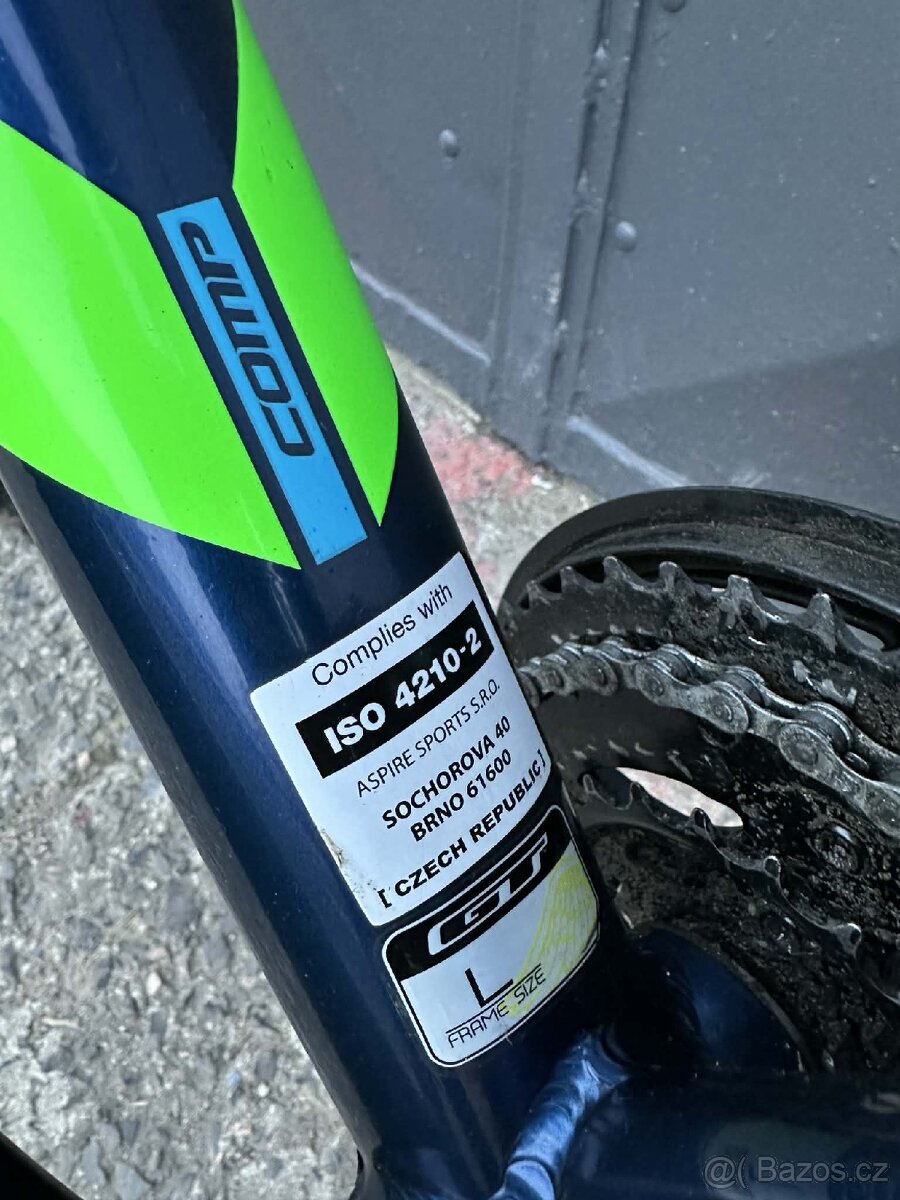 comp
Complies with
ISO 4210-2
ASPIRE SPORTS S.R.O.
SOCHOROVA 40
BRNO 61600
[ CZECH REPUBLIC ]
GT
L
FRAME SIZE
@( Bazos.cz